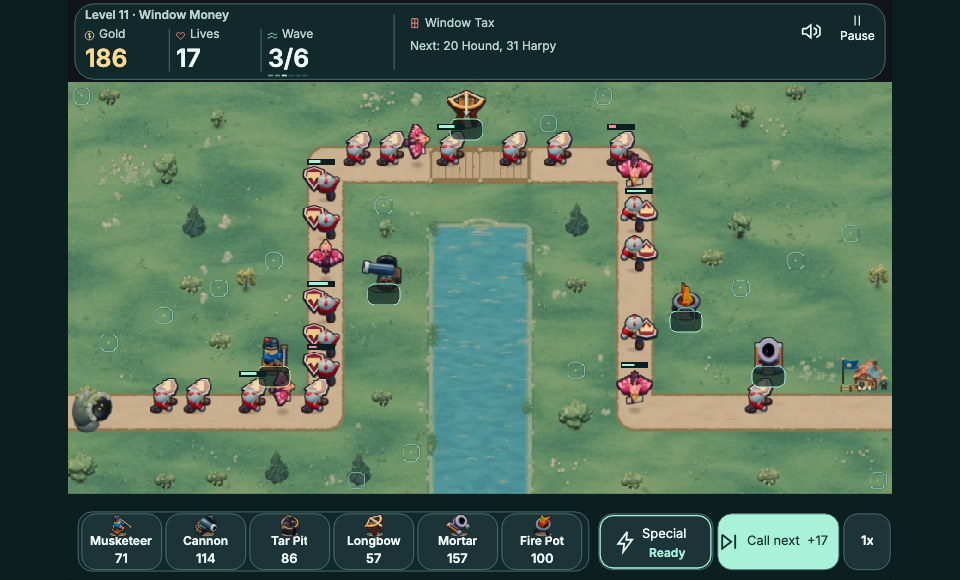 Level 11 · Window Money
Gold
186
Lives
17
Wave
3/6
Window Tax
Next: 20 Hound, 31 Harpy
Pause
Musketeer
71
Cannon
114
Tar Pit
86
Longbow
57
Mortar
157
Fire Pot
100
Special
Ready
Call next +17
1x